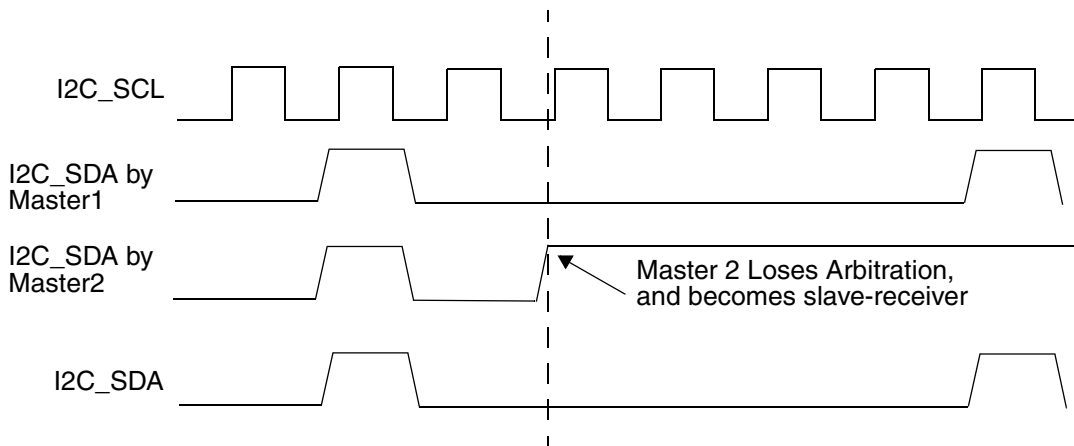 I2C_SCL
I2C_SDA by
Master1
I2C_SDA by
Master2
Master 2 Loses Arbitration,
and becomes slave-receiver
I2C_SDA